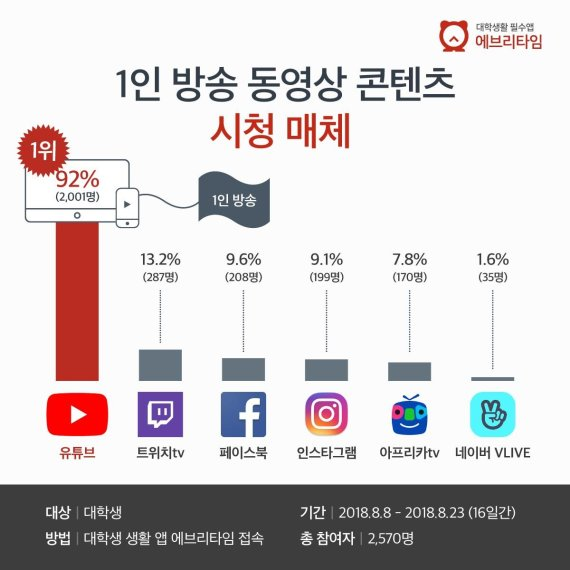 대학생활 필수앱
에브리타임
1인 방송 동영상 콘텐츠
시청 매체
1위
92%
(2,001명)
1인 방송
13.2%
(287명)
9.6%
(208명)
9.1%
(199명)
7.8%
(170명)
1.6%
(35명)
유튜브
트위치tv
페이스북
인스타그램
아프리카tv
네이버 VLIVE
대상 | 대학생
기간 | 2018.8.8 - 2018.8.23 (16일간)
방법 | 대학생 생활 앱 에브리타임 접속
총 참여자 | 2,570명